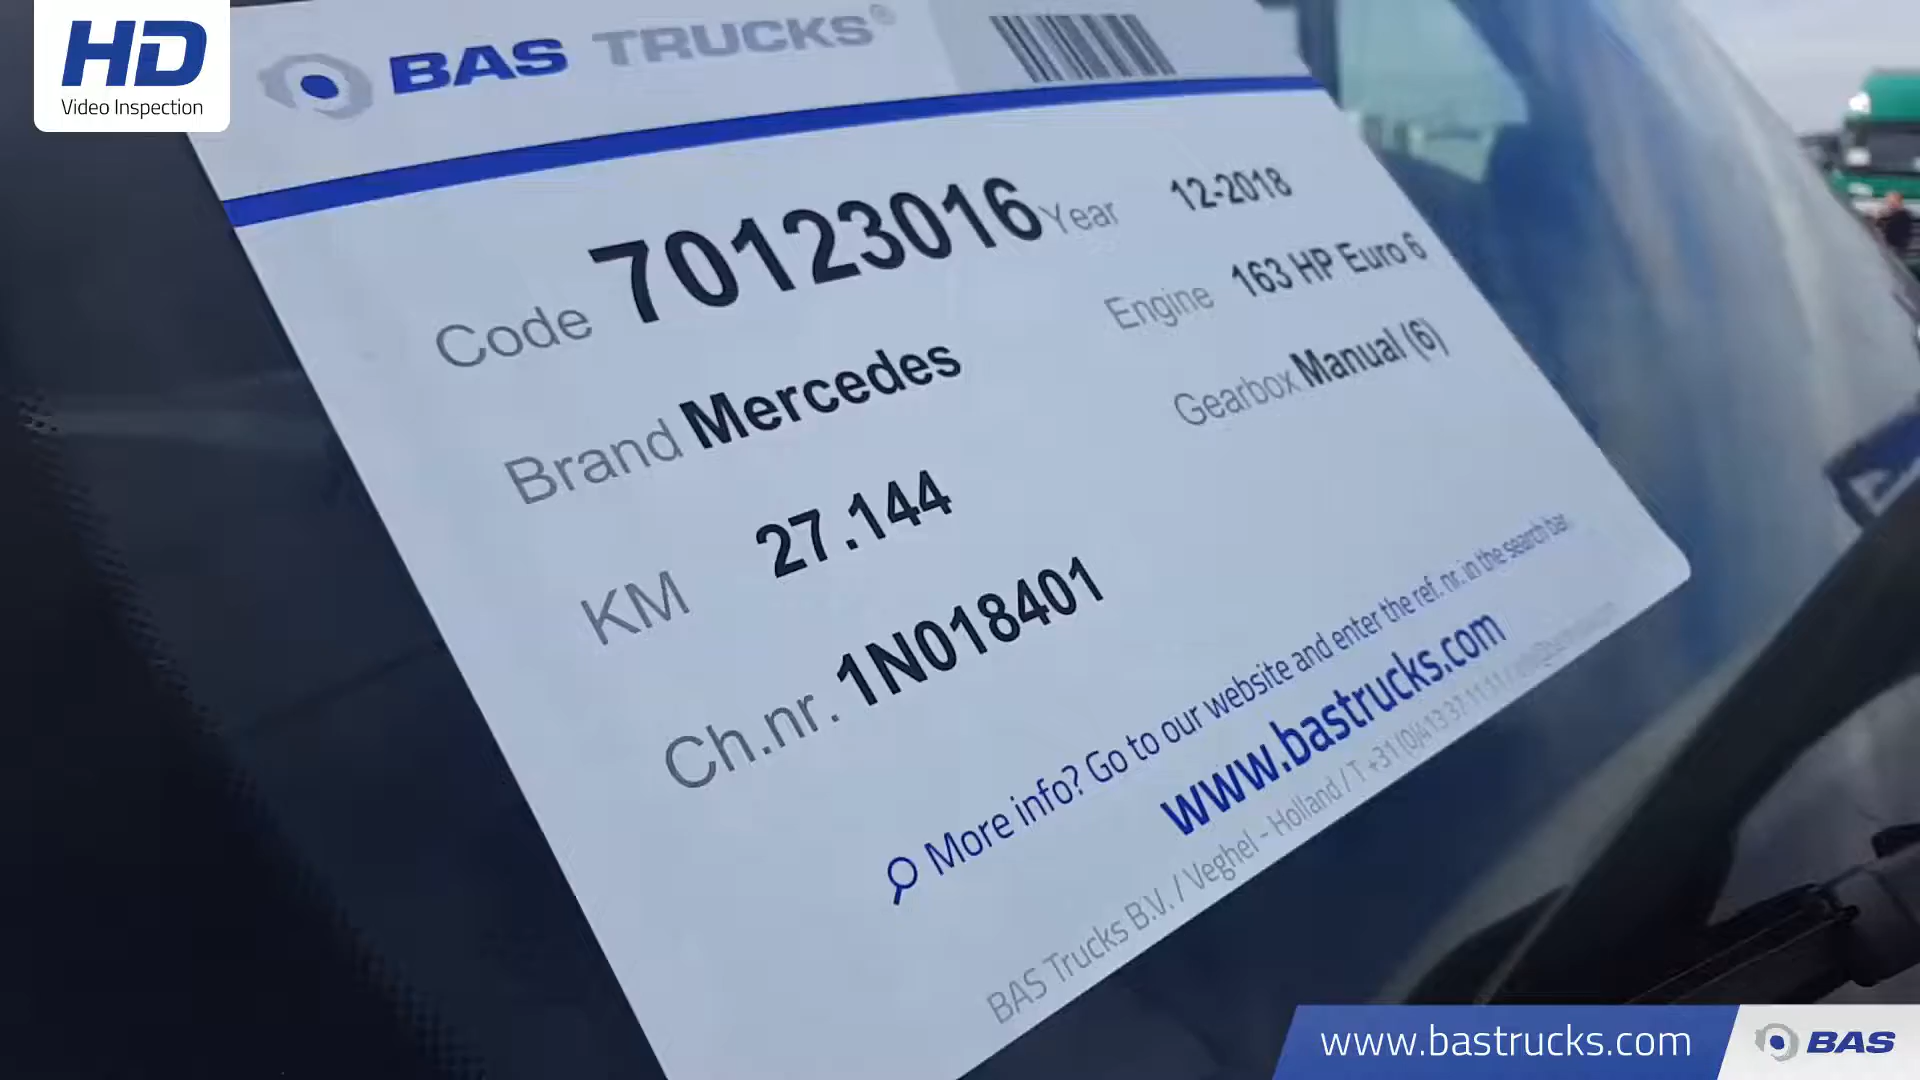 HD
Video Inspection
BAS TRUCKS®
Code 70123016
Year 12-2018
Brand Mercedes
Engine 163 HP Euro 6
KM 27.144
Gearbox Manual (6)
Ch.nr. 1N018401
More info? Go to our website and enter the ref. nr. in the search bar.
www.bastrucks.com
BAS Trucks B.V. / Veghel - Holland / T +31 (0)413 37 11 11 /
www.bastrucks.com
BAS